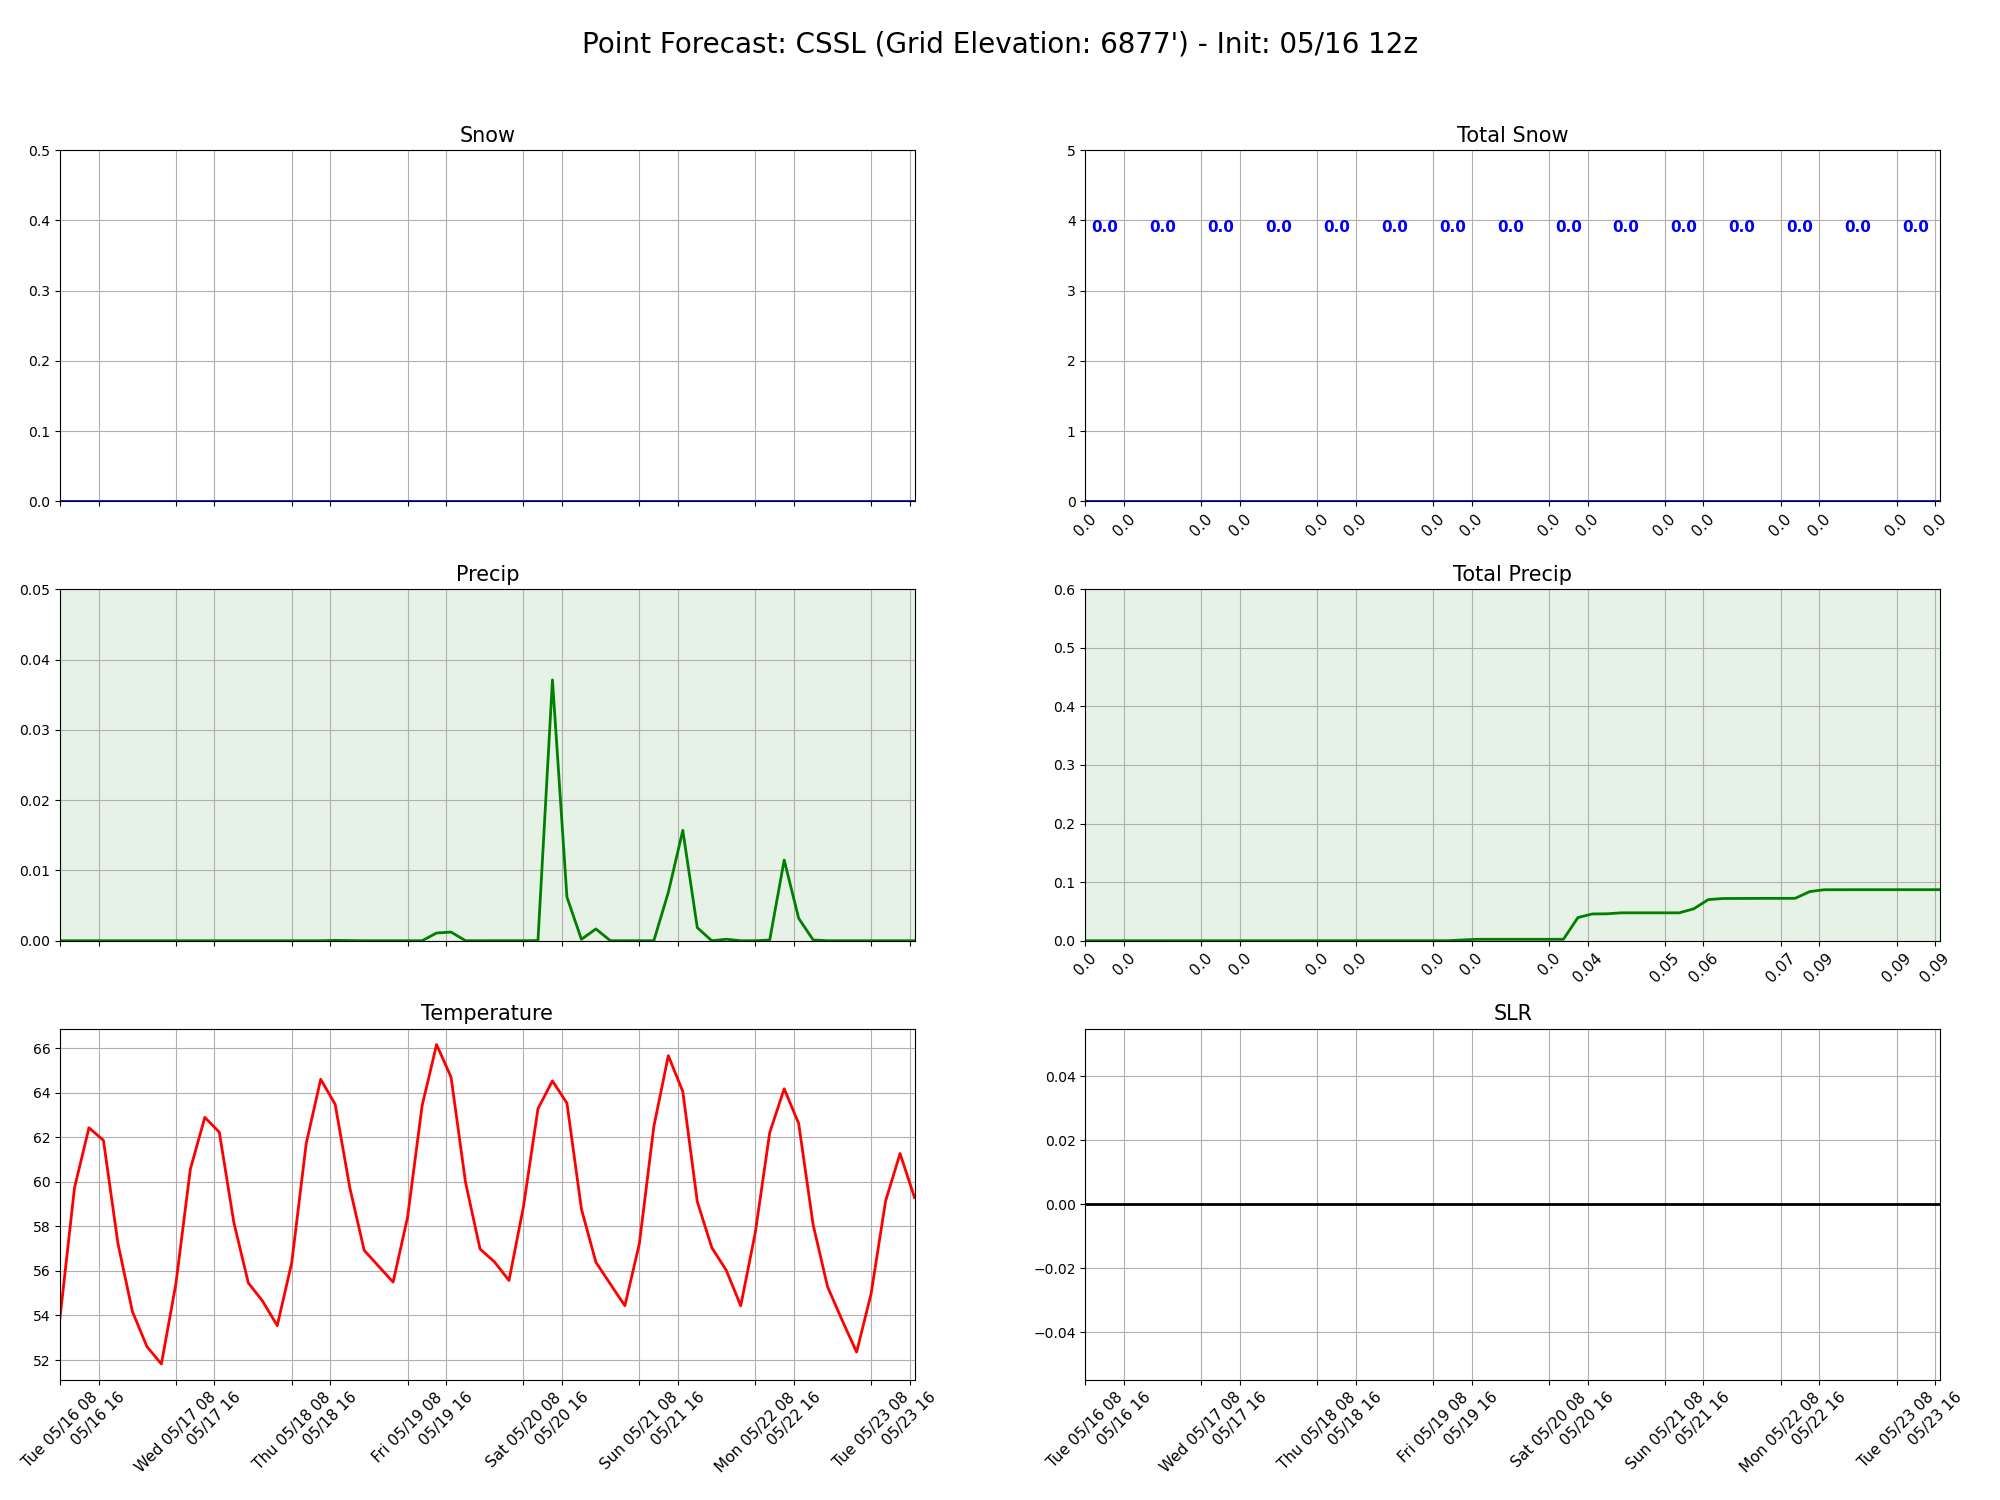 Point Forecast: CSSL (Grid Elevation: 6877') - Init: 05/16 12z
Snow
0.5
0.4
0.3
0.2
0.1
0.0
Total Snow
5
4
3
2
1
0
0.0 0.0 0.0 0.0 0.0 0.0 0.0 0.0 0.0 0.0 0.0 0.0 0.0 0.0 0.0
0.0 0.0 0.0 0.0 0.0 0.0 0.0 0.0 0.0 0.0 0.0 0.0 0.0 0.0 0.0 0.0
Precip
0.05
0.04
0.03
0.02
0.01
0.00
Total Precip
0.6
0.5
0.4
0.3
0.2
0.1
0.0
0.0 0.0 0.0 0.0 0.0 0.0 0.0 0.0 0.0 0.04 0.05 0.06 0.07 0.09 0.09 0.09
Temperature
66
64
62
60
58
56
54
52
Tue 05/16 08
05/16 16
Wed 05/17 08
05/17 16
Thu 05/18 08
05/18 16
Fri 05/19 08
05/19 16
Sat 05/20 08
05/20 16
Sun 05/21 08
05/21 16
Mon 05/22 08
05/22 16
Tue 05/23 08
05/23 16
SLR
0.04
0.02
0.00
−0.02
−0.04
Tue 05/16 08
05/16 16
Wed 05/17 08
05/17 16
Thu 05/18 08
05/18 16
Fri 05/19 08
05/19 16
Sat 05/20 08
05/20 16
Sun 05/21 08
05/21 16
Mon 05/22 08
05/22 16
Tue 05/23 08
05/23 16